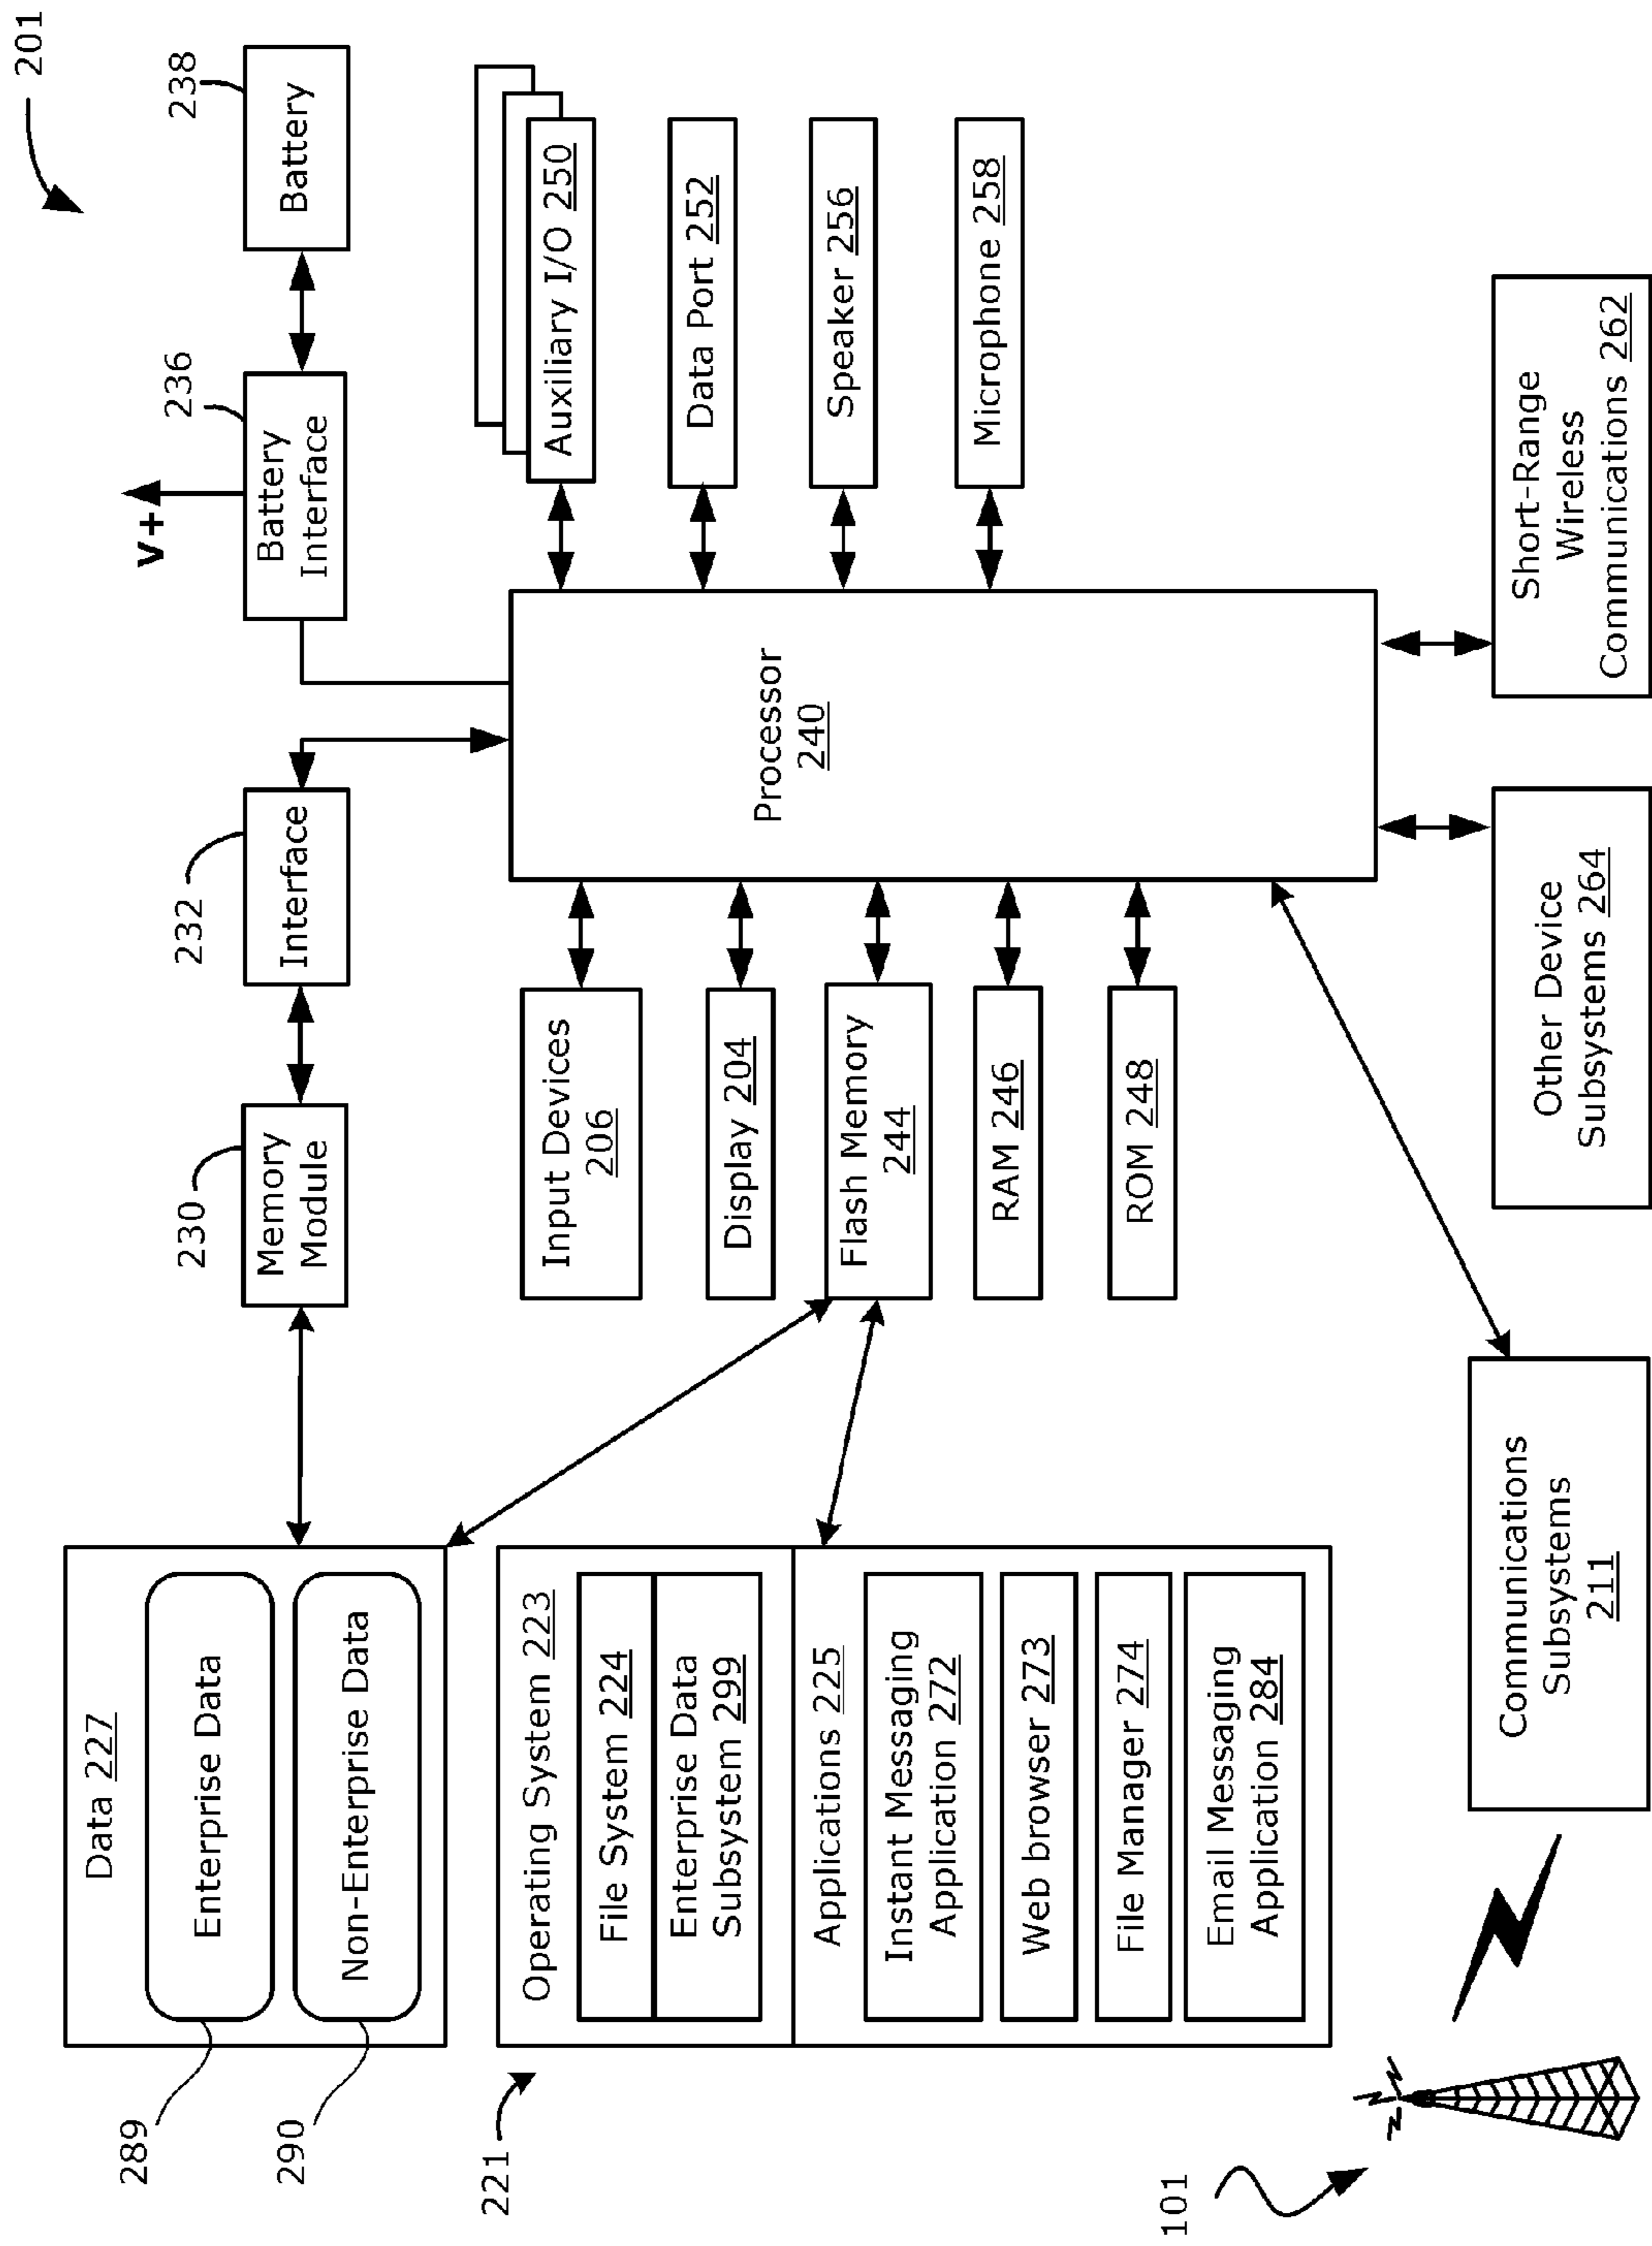 201
Data 227
289
Enterprise Data
290
Non-Enterprise Data
230
Memory
Module
232
Interface
V+
236
Battery
Interface
238
Battery
221
Operating System 223
File System 224
Enterprise Data
Subsystem 299
Applications 225
Instant Messaging
Application 272
Web browser 273
File Manager 274
Email Messaging
Application 284
Input Devices
206
Display 204
Flash Memory
244
RAM 246
ROM 248
Processor
240
Auxiliary I/O 250
Data Port 252
Speaker 256
Microphone 258
101
Communications
Subsystems
211
Other Device
Subsystems 264
Short-Range
Wireless
Communications 262